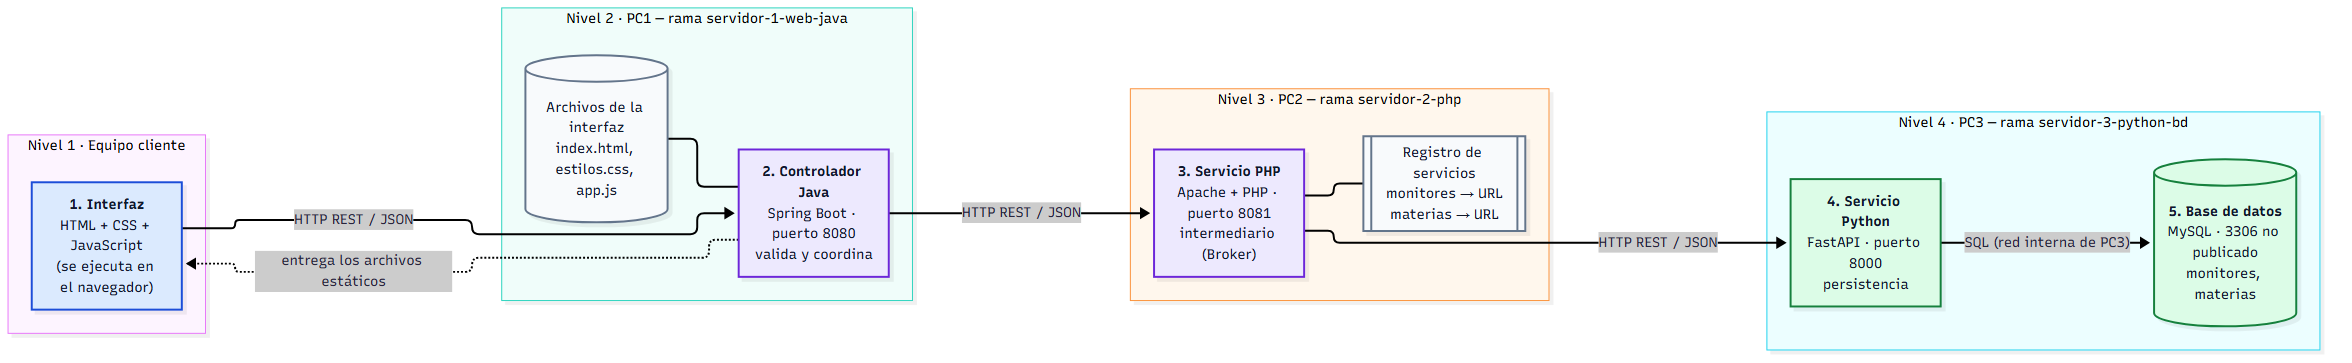 Nivel 1 · Equipo cliente
1. Interfaz
HTML + CSS +
JavaScript
(se ejecuta en
el navegador)
HTTP REST / JSON
entrega los archivos
estáticos
Nivel 2 · PC1 — rama servidor-1-web-java
Archivos de la
interfaz
index.html,
estilos.css,
app.js
2. Controlador
Java
Spring Boot ·
puerto 8080
valida y coordina
HTTP REST / JSON
Nivel 3 · PC2 — rama servidor-2-php
3. Servicio PHP
Apache + PHP ·
puerto 8081
intermediario
(Broker)
Registro de
servicios
monitores → URL
materias → URL
HTTP REST / JSON
Nivel 4 · PC3 — rama servidor-3-python-bd
4. Servicio
Python
FastAPI · puerto
8000
persistencia
SQL (red interna de PC3)
5. Base de datos
MySQL · 3306 no
publicado
monitores,
materias